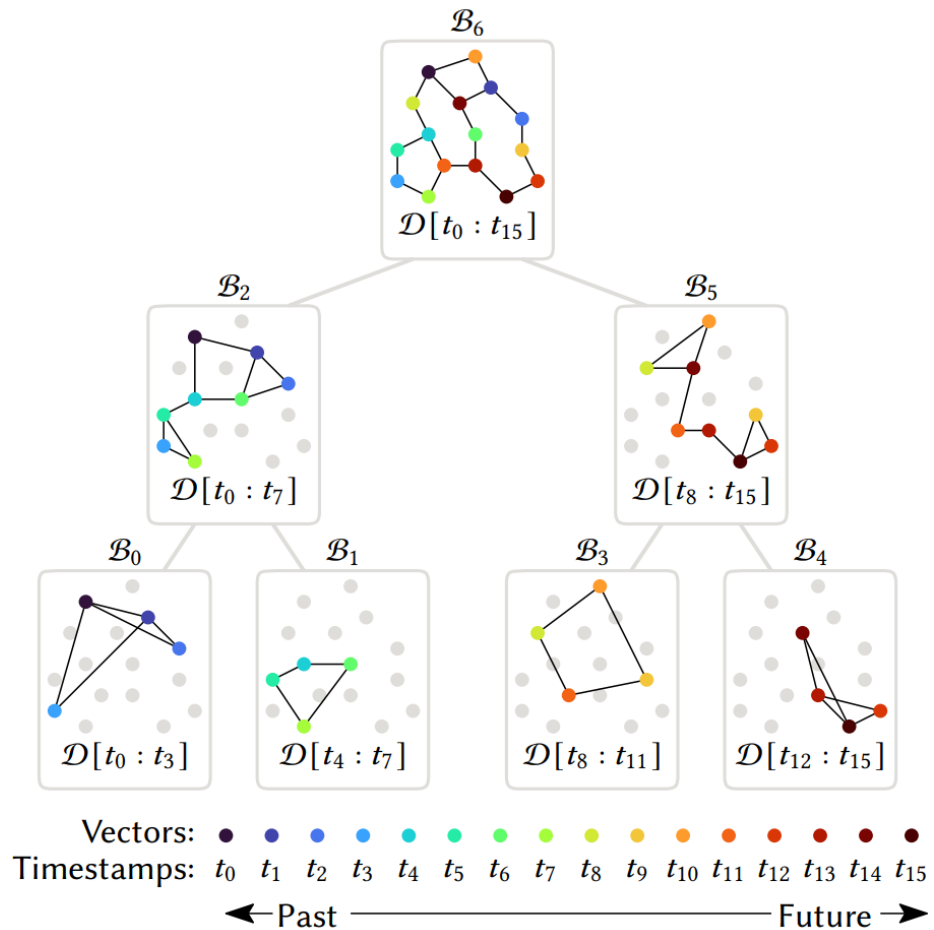 ℬ₆
𝒟[t₀ : t₁₅]
ℬ₂
ℬ₅
𝒟[t₀ : t₇]
𝒟[t₈ : t₁₅]
ℬ₀
ℬ₁
ℬ₃
ℬ₄
𝒟[t₀ : t₃]
𝒟[t₄ : t₇]
𝒟[t₈ : t₁₁]
𝒟[t₁₂ : t₁₅]
Vectors:
Timestamps: t₀ t₁ t₂ t₃ t₄ t₅ t₆ t₇ t₈ t₉ t₁₀ t₁₁ t₁₂ t₁₃ t₁₄ t₁₅
Past Future